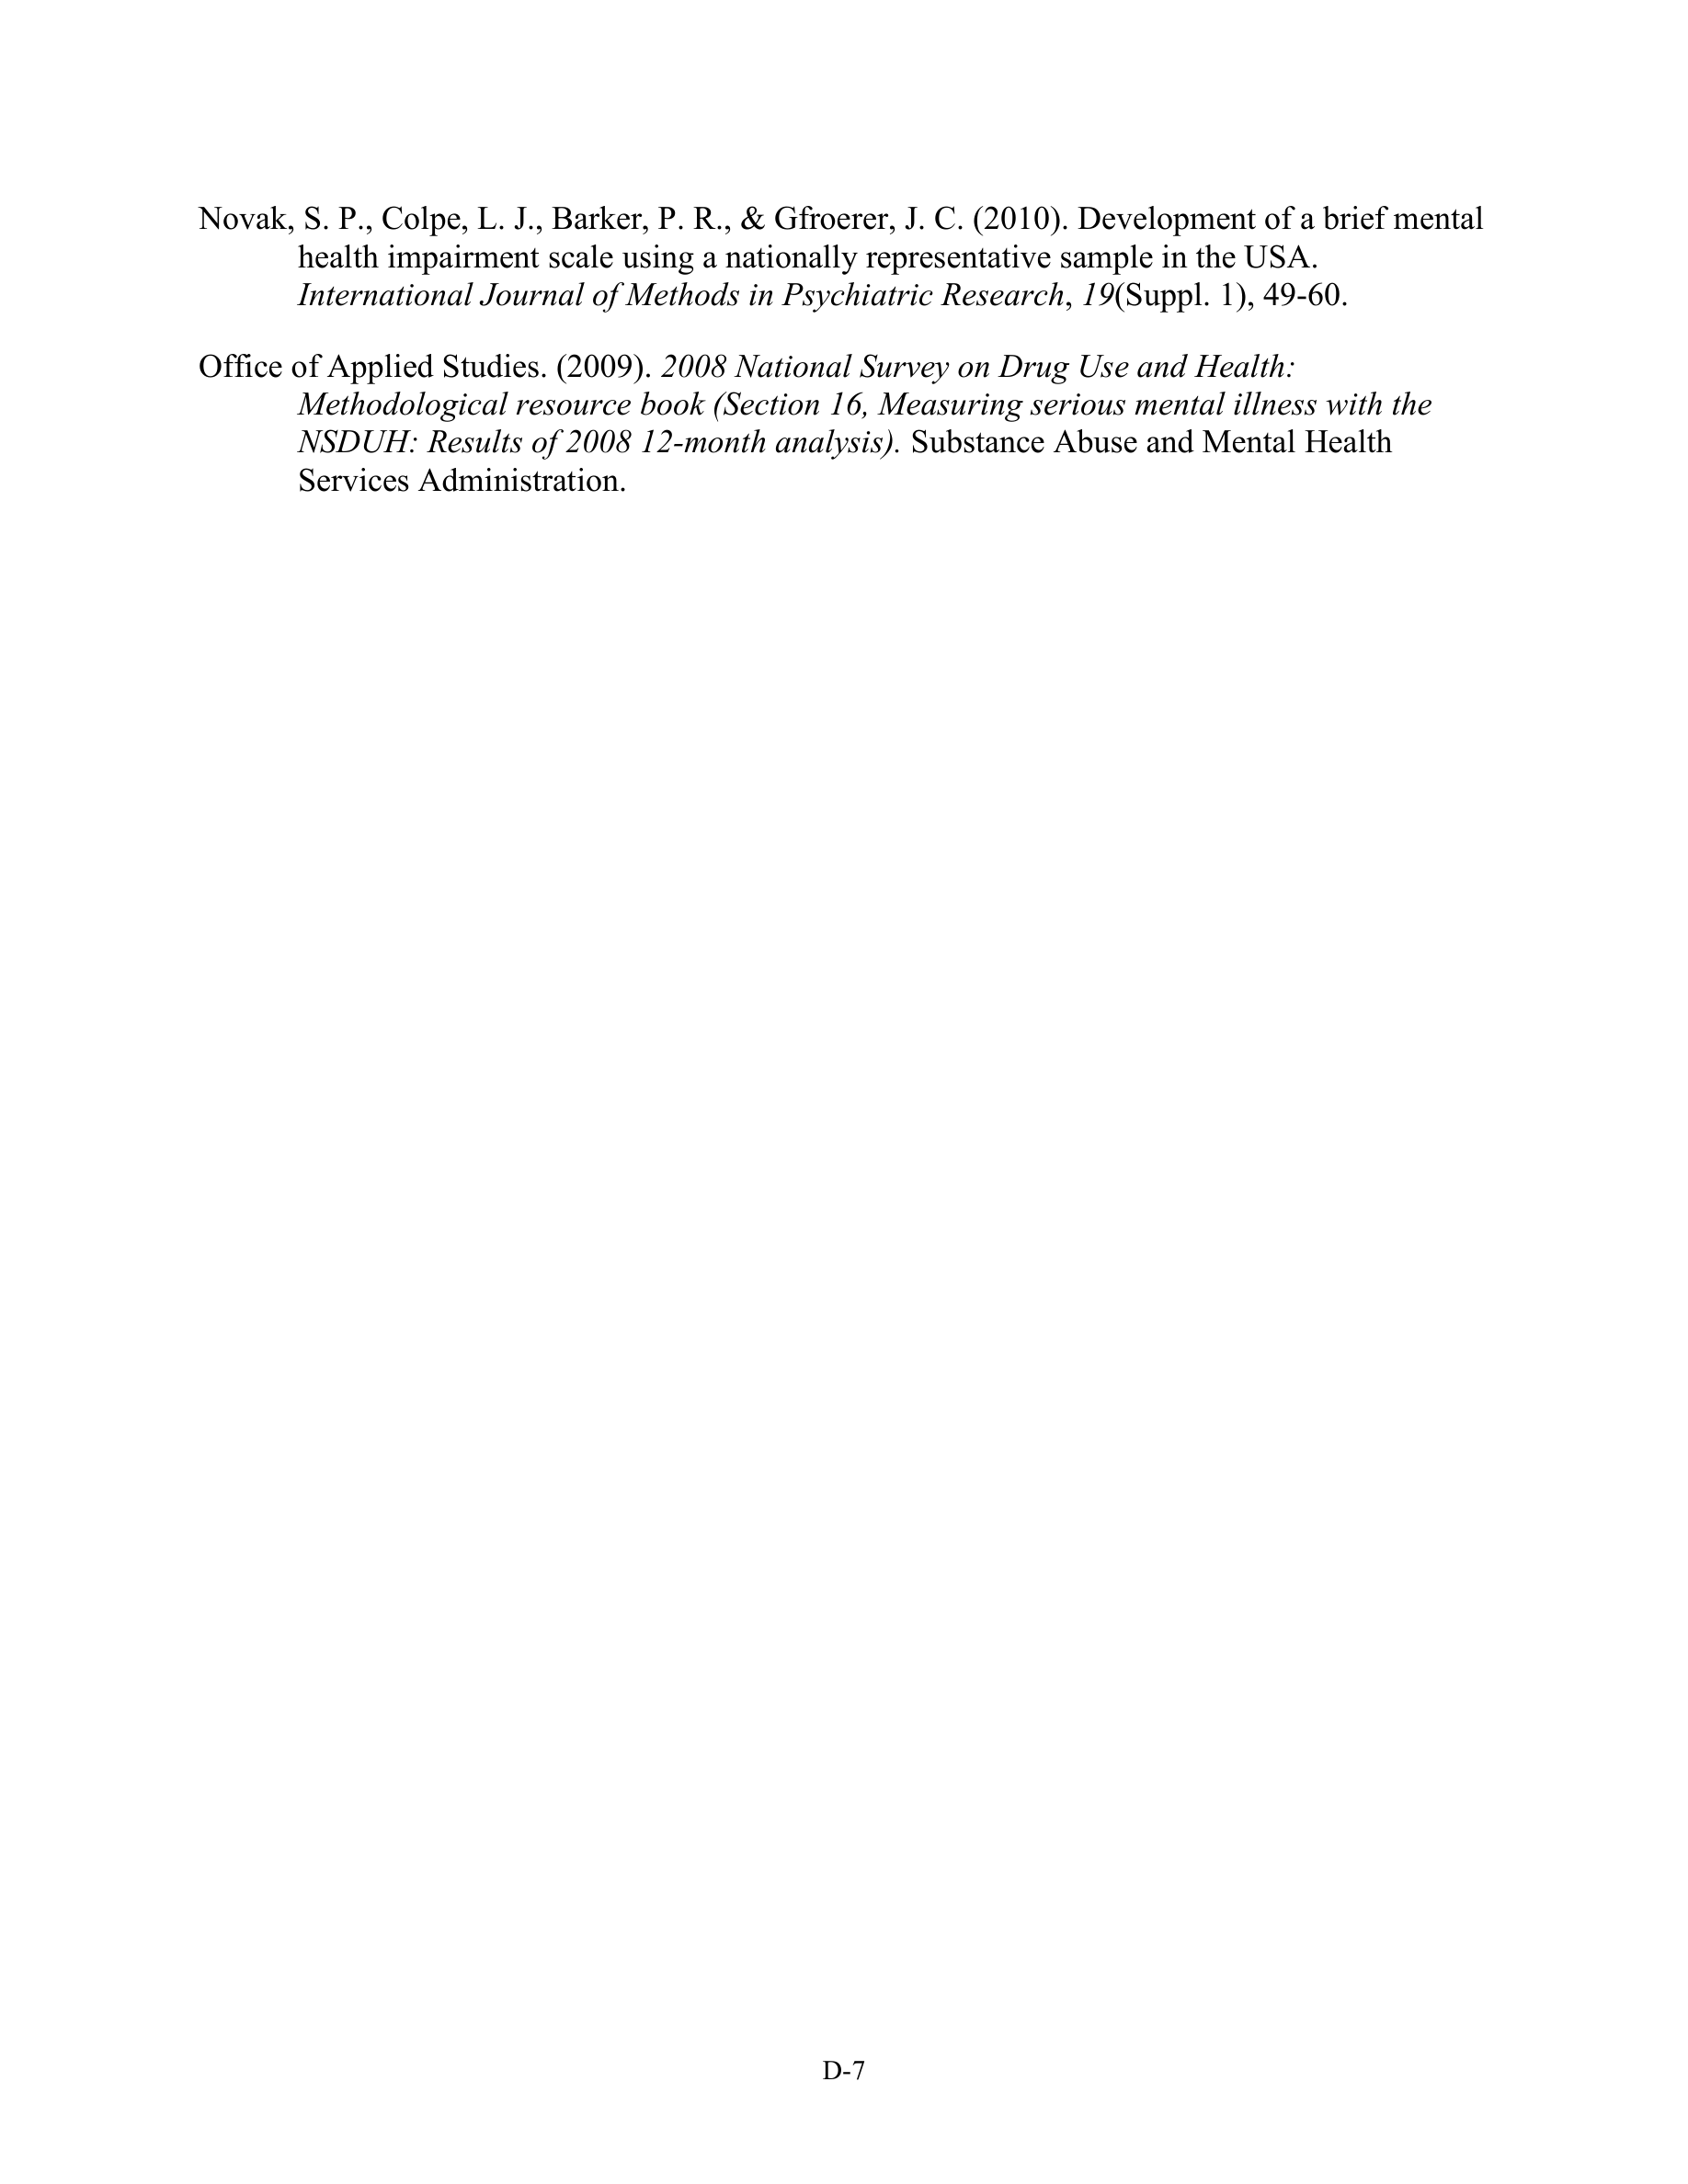 Novak, S. P., Colpe, L. J., Barker, P. R., & Gfroerer, J. C. (2010). Development of a brief mental
health impairment scale using a nationally representative sample in the USA.
International Journal of Methods in Psychiatric Research, 19(Suppl. 1), 49-60.
Office of Applied Studies. (2009). 2008 National Survey on Drug Use and Health:
Methodological resource book (Section 16, Measuring serious mental illness with the
NSDUH: Results of 2008 12-month analysis). Substance Abuse and Mental Health
Services Administration.
D-7